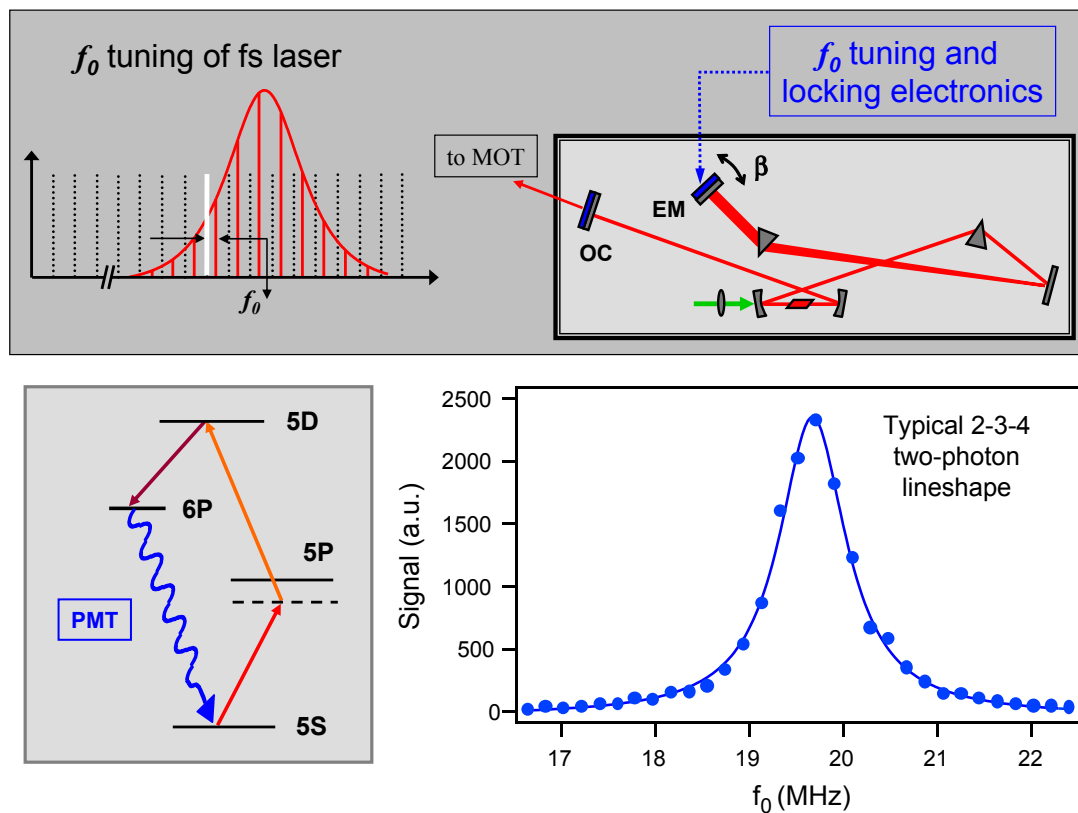 f₀ tuning of fs laser
f₀
f₀ tuning and
locking electronics
to MOT
β
EM
OC
5D
6P
5P
PMT
5S
Typical 2-3-4
two-photon
lineshape
Signal (a.u.)
2500
2000
1500
1000
500
0
17 18 19 20 21 22
f₀ (MHz)